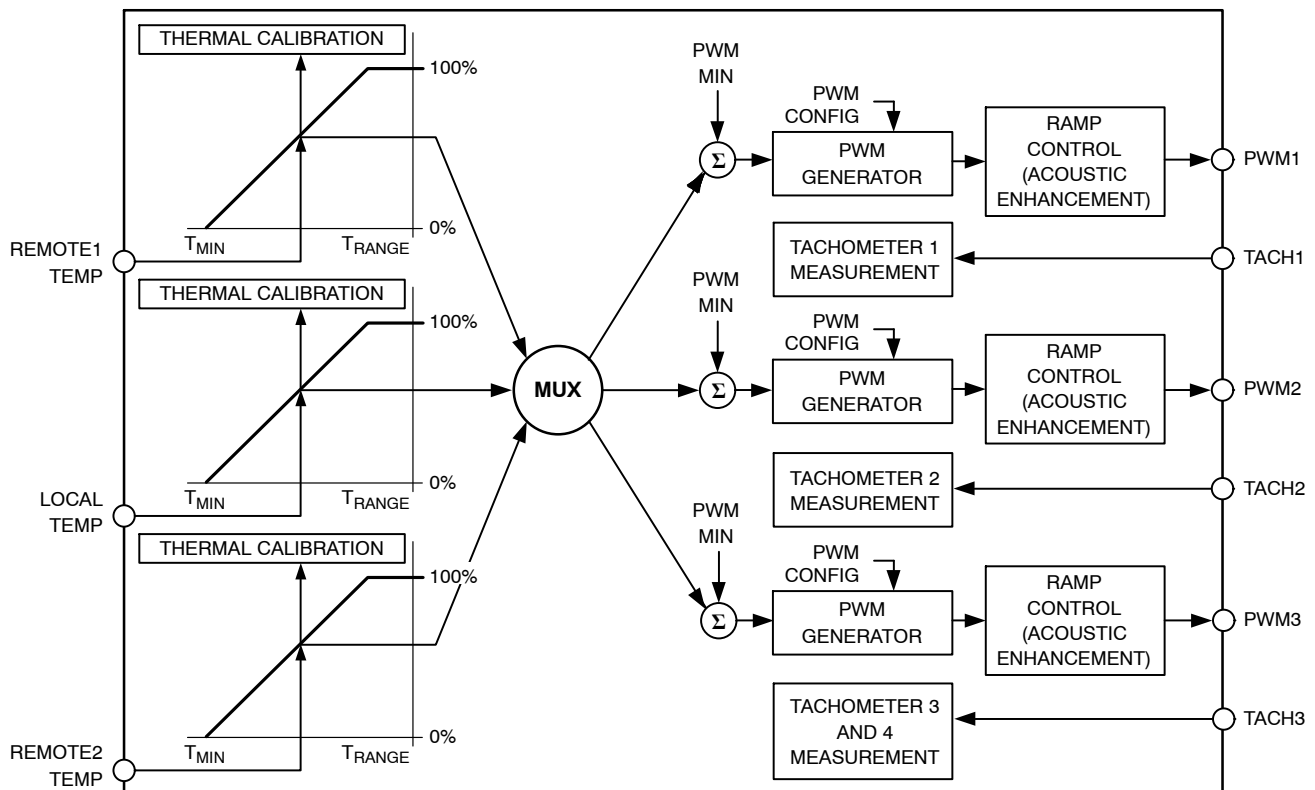 THERMAL CALIBRATION
100%
0%
T_MIN
T_RANGE
REMOTE1
TEMP
THERMAL CALIBRATION
100%
0%
T_MIN
T_RANGE
LOCAL
TEMP
THERMAL CALIBRATION
100%
0%
T_MIN
T_RANGE
REMOTE2
TEMP
MUX
PWM
MIN
Σ
PWM
CONFIG
PWM
GENERATOR
RAMP
CONTROL
(ACOUSTIC
ENHANCEMENT)
PWM1
TACHOMETER 1
MEASUREMENT
TACH1
PWM
MIN
Σ
PWM
CONFIG
PWM
GENERATOR
RAMP
CONTROL
(ACOUSTIC
ENHANCEMENT)
PWM2
TACHOMETER 2
MEASUREMENT
TACH2
PWM
MIN
Σ
PWM
CONFIG
PWM
GENERATOR
RAMP
CONTROL
(ACOUSTIC
ENHANCEMENT)
PWM3
TACHOMETER 3
AND 4
MEASUREMENT
TACH3